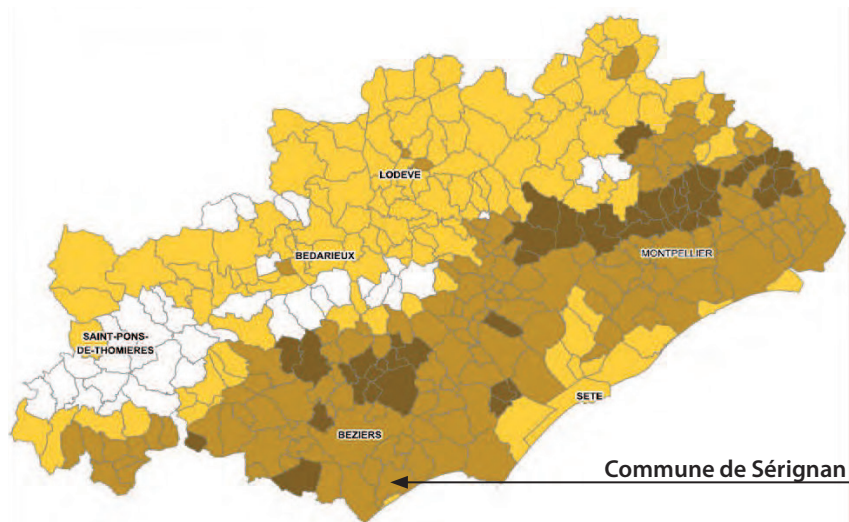 LODEVE
BEDARIEUX
MONTPELLIER
SAINT-PONS-
DE-THOMIERES
SETE
BEZIERS
Commune de Sérignan